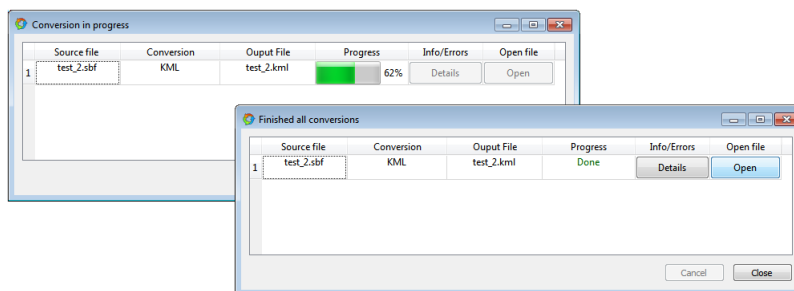 Conversion in progress
Source file Conversion Ouput File Progress Info/Errors Open file
1 test_2.sbf KML test_2.kml 62% Details Open
Finished all conversions
Source file Conversion Ouput File Progress Info/Errors Open file
1 test_2.sbf KML test_2.kml Done Details Open
Cancel Close